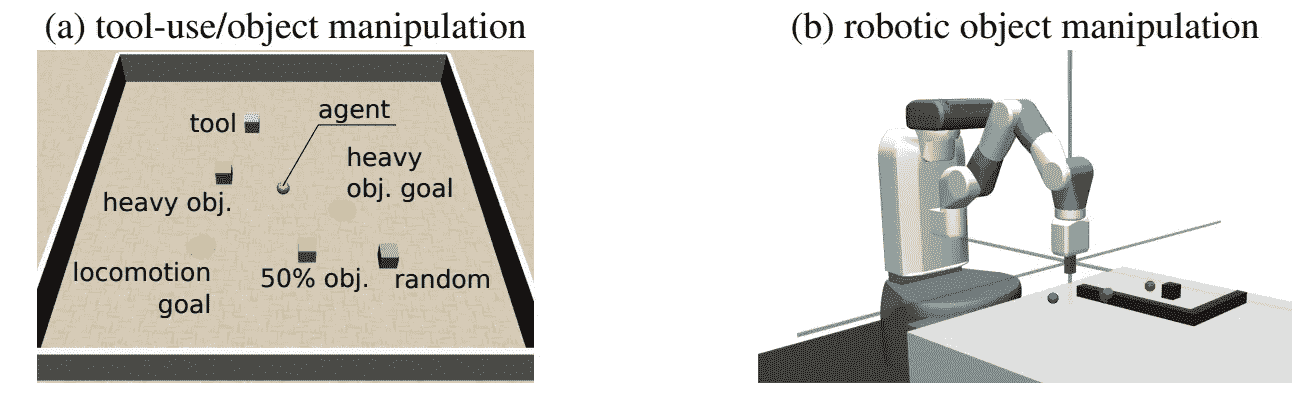 (a) tool-use/object manipulation
(b) robotic object manipulation
tool
agent
heavy
obj. goal
heavy obj.
locomotion
goal
50% obj.
random